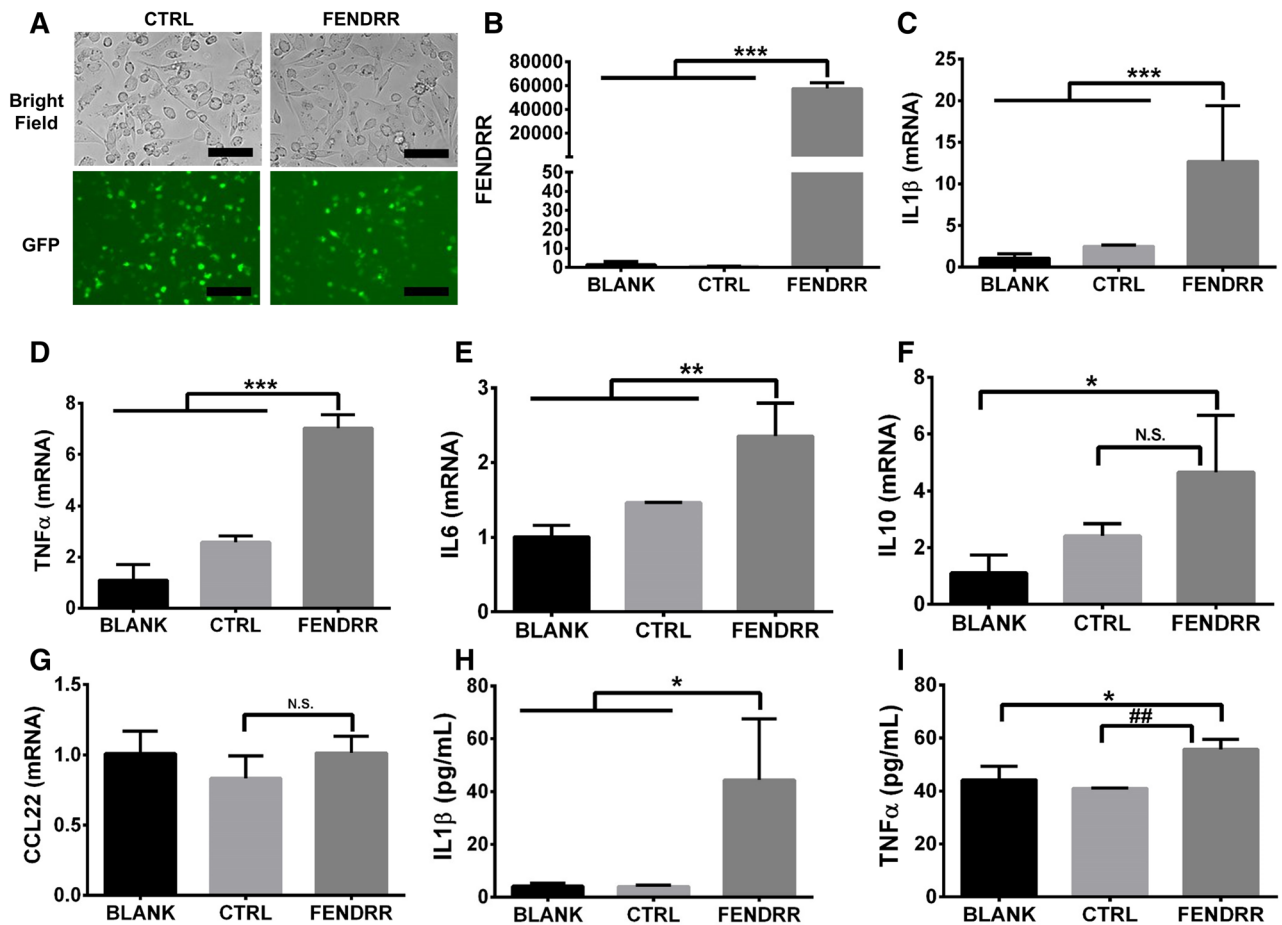 A
CTRL
FENDRR
Bright
Field
GFP
B
FENDRR
80000
70000
60000
50000
40000
30000
20000
50
40
30
20
10
0
***
BLANK
CTRL
FENDRR
C
IL1β (mRNA)
25
20
15
10
5
0
***
BLANK
CTRL
FENDRR
D
TNFα (mRNA)
8
6
4
2
0
***
BLANK
CTRL
FENDRR
E
IL6 (mRNA)
3
2
1
0
**
BLANK
CTRL
FENDRR
F
IL10 (mRNA)
8
6
4
2
0
*
N.S.
BLANK
CTRL
FENDRR
G
CCL22 (mRNA)
1.5
1.0
0.5
0.0
N.S.
BLANK
CTRL
FENDRR
H
IL1β (pg/mL)
80
60
40
20
0
*
BLANK
CTRL
FENDRR
I
TNFα (pg/mL)
80
60
40
20
0
*
##
BLANK
CTRL
FENDRR